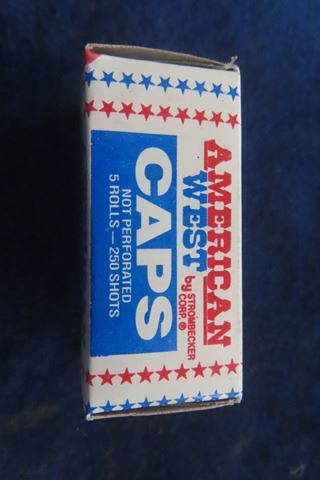 AMERICAN
WEST
by STROMBECKER
CORP.®
CAPS
NOT PERFORATED
5 ROLLS — 250 SHOTS